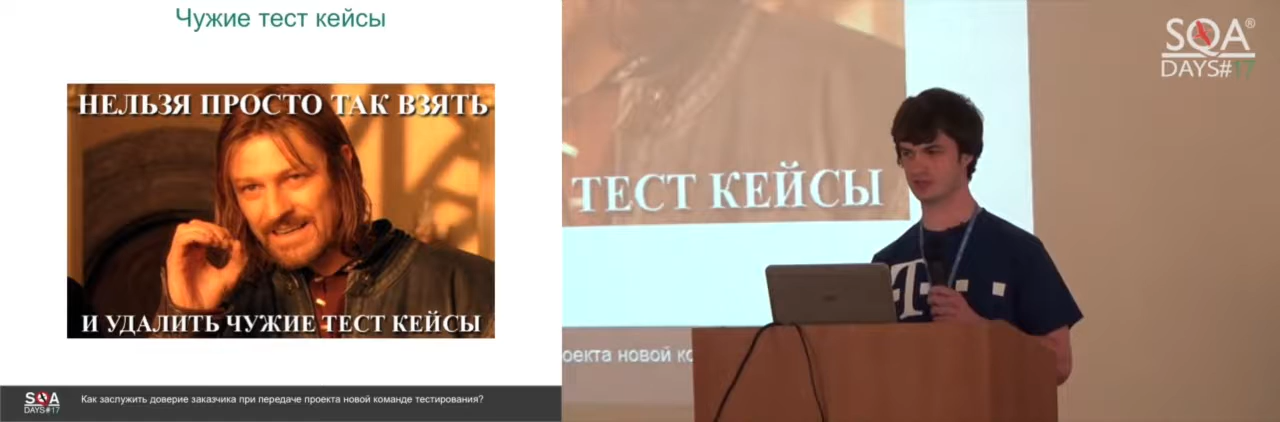 Чужие тест кейсы
НЕЛЬЗЯ ПРОСТО ТАК ВЗЯТЬ
И УДАЛИТЬ ЧУЖИЕ ТЕСТ КЕЙСЫ
SQA
DAYS#17
Как заслужить доверие заказчика при передаче проекта новой команде тестирования?
ТЕСТ КЕЙСЫ
роекта новой ко
SQA®
DAYS#17
T